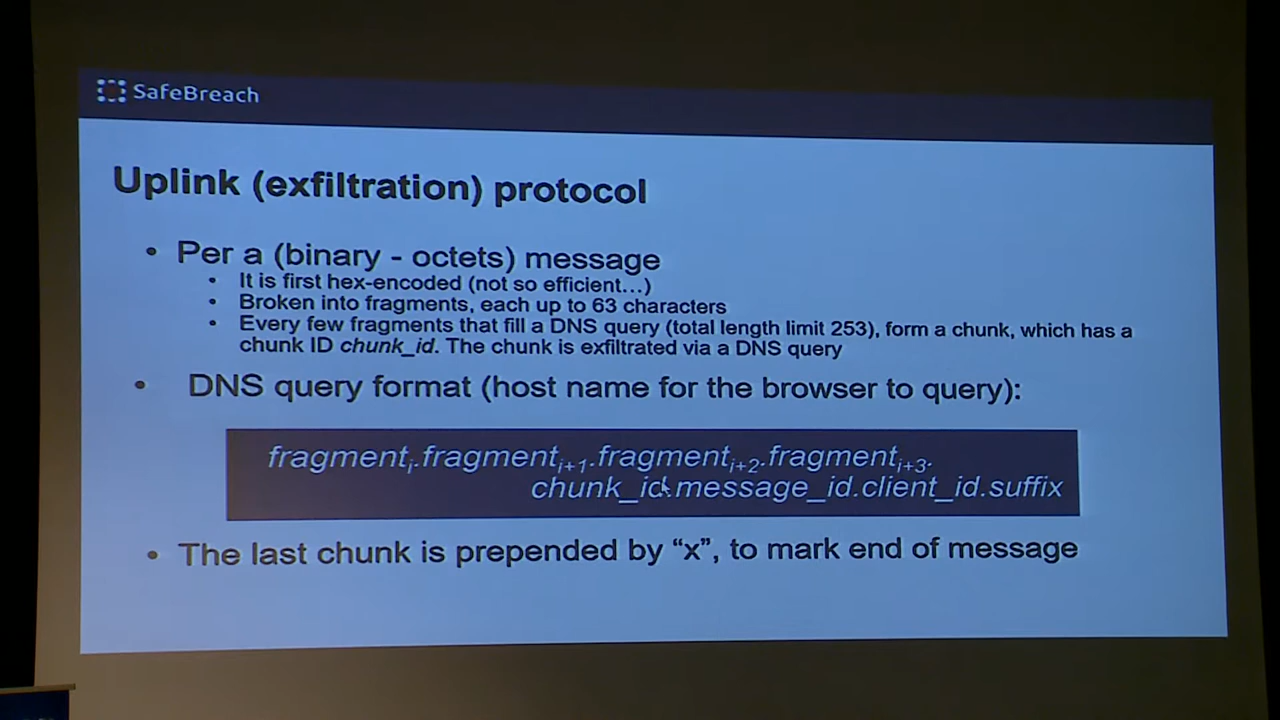 SafeBreach
Uplink (exfiltration) protocol
• Per a (binary - octets) message
• It is first hex-encoded (not so efficient...)
• Broken into fragments, each up to 63 characters
• Every few fragments that fill a DNS query (total length limit 253), form a chunk, which has a
chunk ID chunk_id. The chunk is exfiltrated via a DNS query
• DNS query format (host name for the browser to query):
fragmentᵢ.fragmentᵢ₊₁.fragmentᵢ₊₂.fragmentᵢ₊₃.
chunk_id.message_id.client_id.suffix
• The last chunk is prepended by “x”, to mark end of message